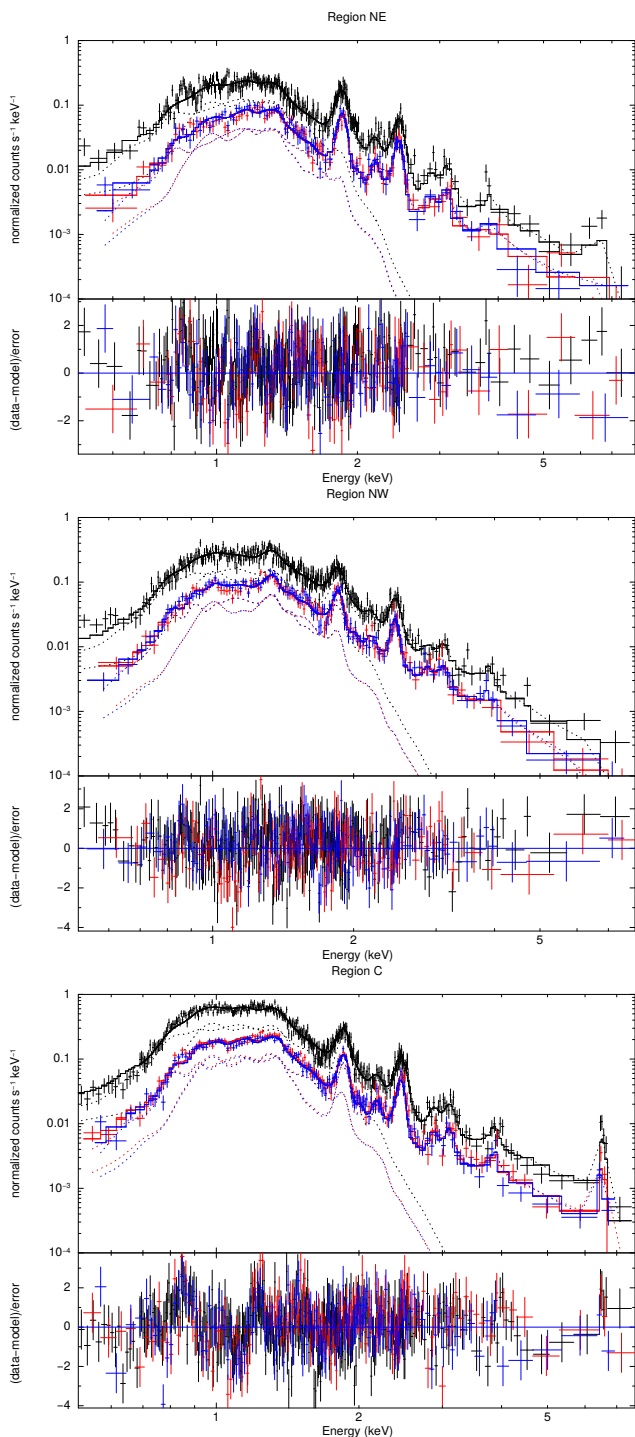 Region NE
normalized counts s⁻¹ keV⁻¹
1
0.1
0.01
10⁻³
10⁻⁴
(data−model)/error
2
0
−2
1
2
5
Energy (keV)
Region NW
normalized counts s⁻¹ keV⁻¹
1
0.1
0.01
10⁻³
10⁻⁴
(data−model)/error
2
0
−2
−4
1
2
5
Energy (keV)
Region C
normalized counts s⁻¹ keV⁻¹
1
0.1
0.01
10⁻³
10⁻⁴
(data−model)/error
2
0
−2
−4
1
2
5
Energy (keV)